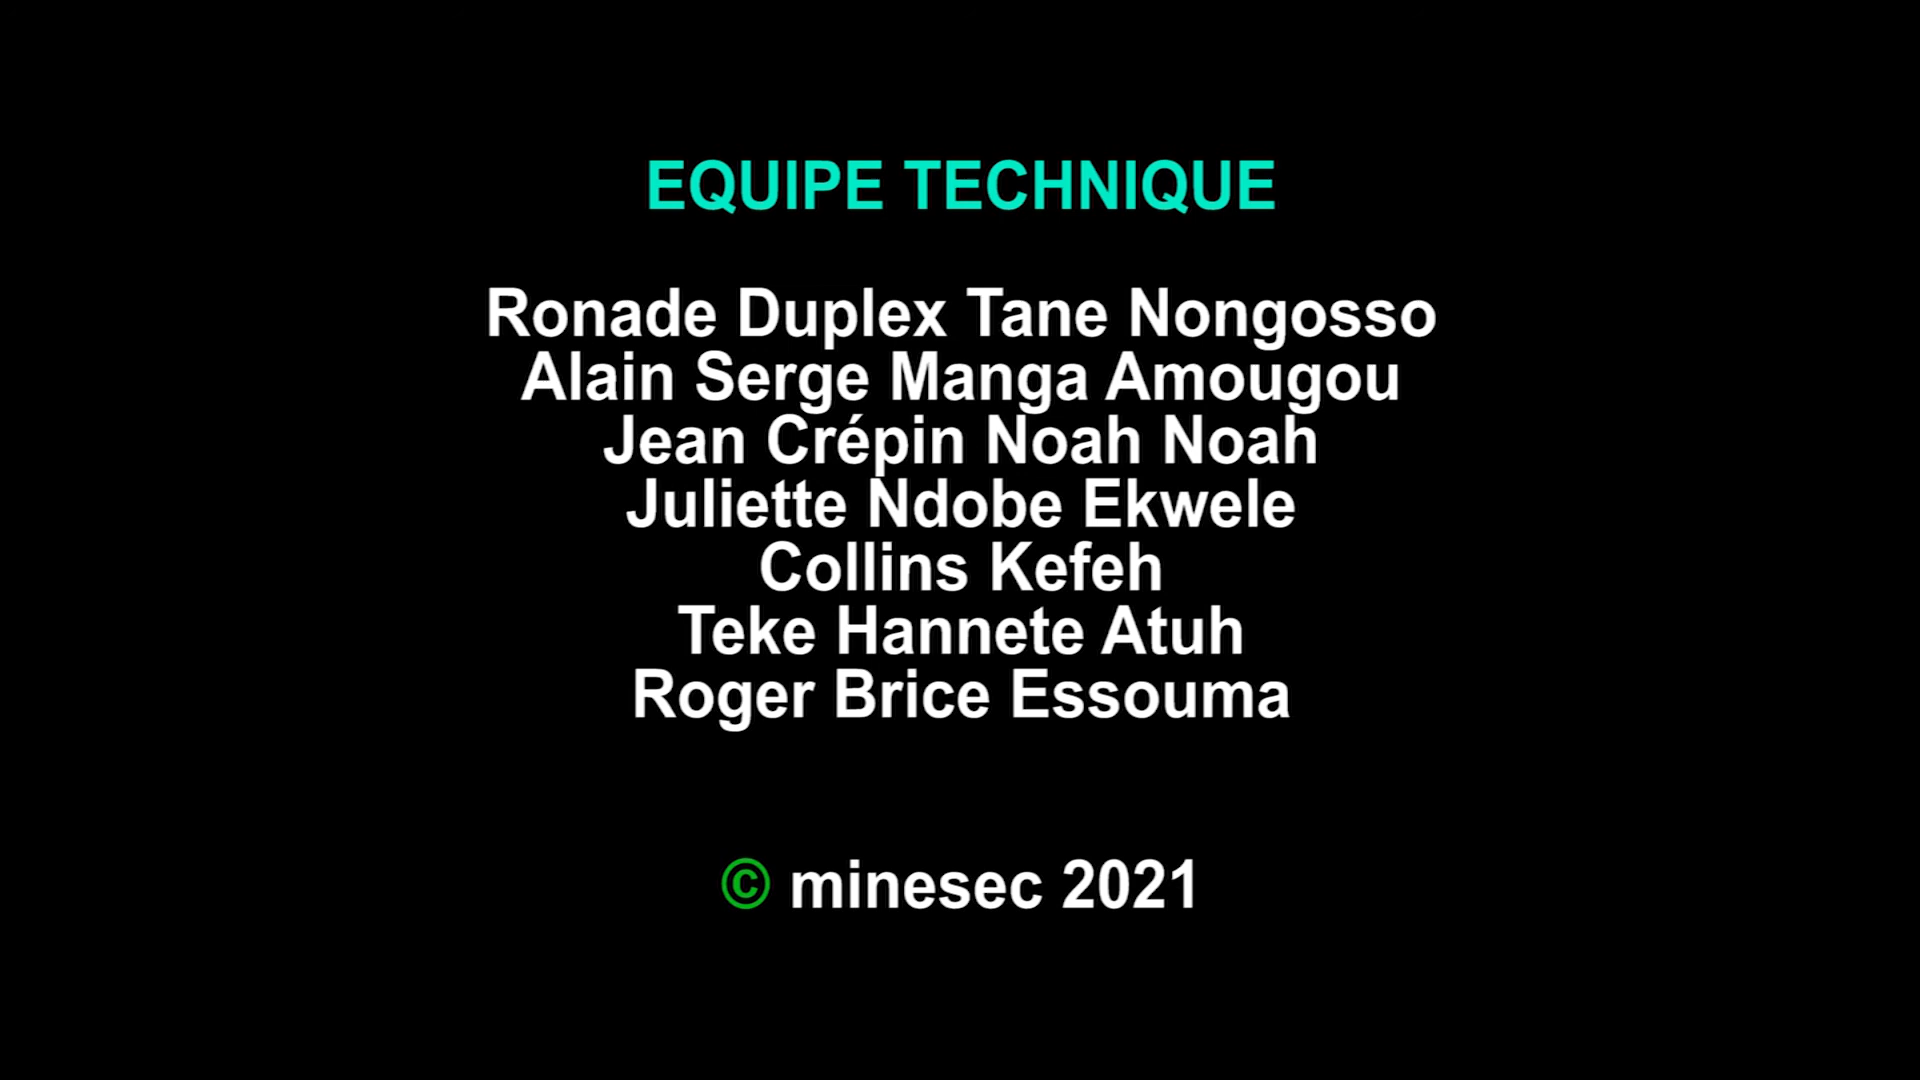 EQUIPE TECHNIQUE
Ronade Duplex Tane Nongosso
Alain Serge Manga Amougou
Jean Crépin Noah Noah
Juliette Ndobe Ekwele
Collins Kefeh
Teke Hannete Atuh
Roger Brice Essouma
© minesec 2021